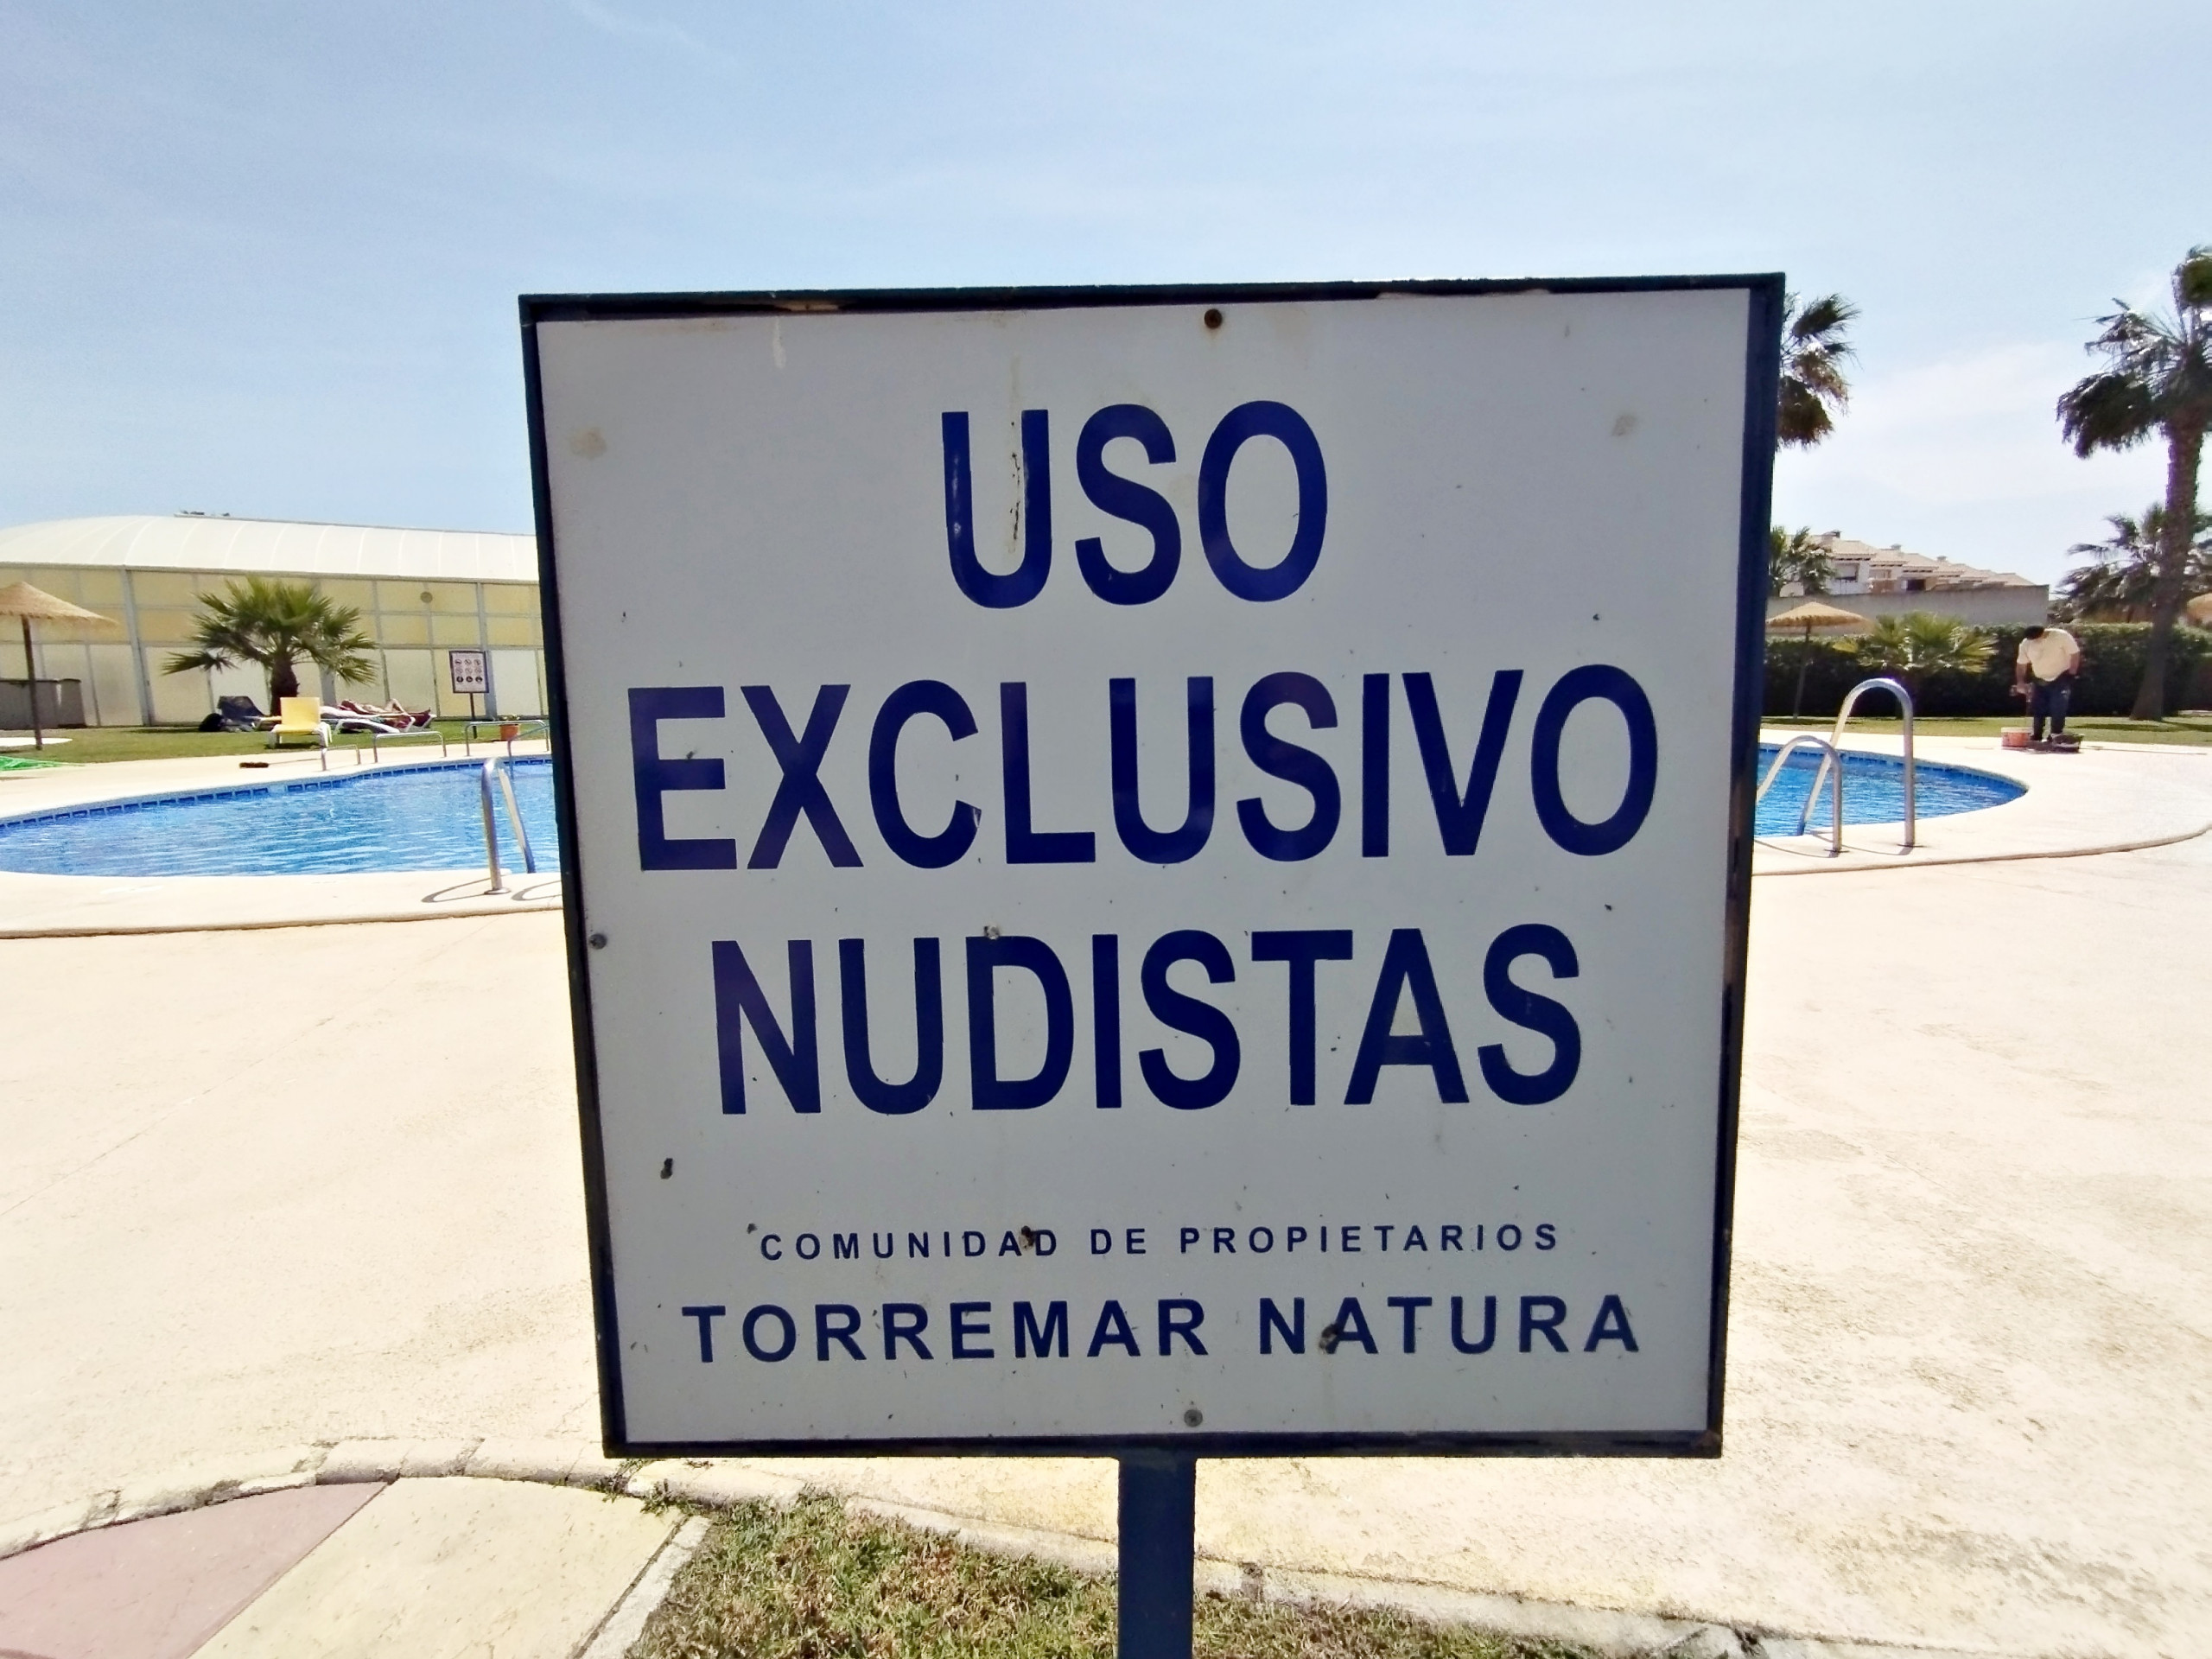 USO
EXCLUSIVO
NUDISTAS
COMUNIDAD DE PROPIETARIOS
TORREMAR NATURA